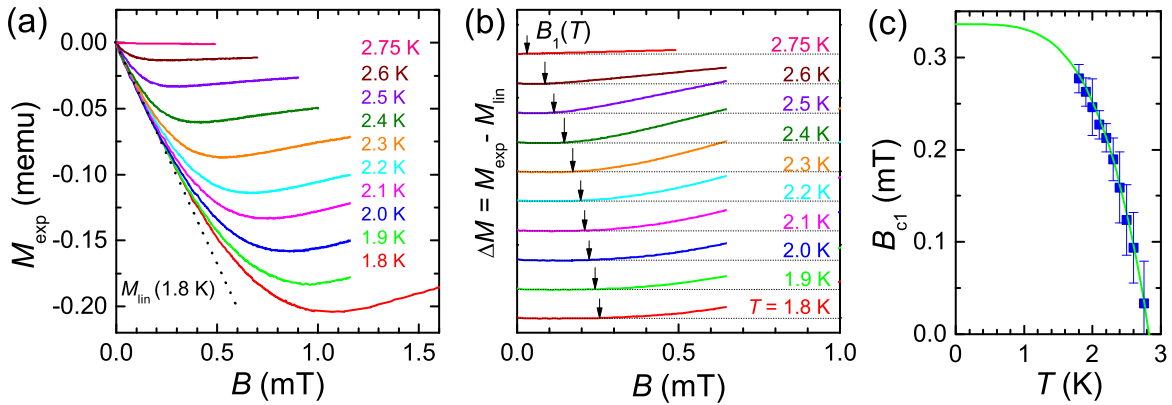 (a)
M_exp (memu)
0.00
-0.05
-0.10
-0.15
-0.20
2.75 K
2.6 K
2.5 K
2.4 K
2.3 K
2.2 K
2.1 K
2.0 K
1.9 K
1.8 K
M_lin (1.8 K)
0.0 0.5 1.0 1.5
B (mT)
(b)
ΔM = M_exp - M_lin
B_1(T)
2.75 K
2.6 K
2.5 K
2.4 K
2.3 K
2.2 K
2.1 K
2.0 K
1.9 K
T = 1.8 K
0.0 0.5 1.0
B (mT)
(c)
B_c1 (mT)
0.3
0.2
0.1
0.0
0 1 2 3
T (K)